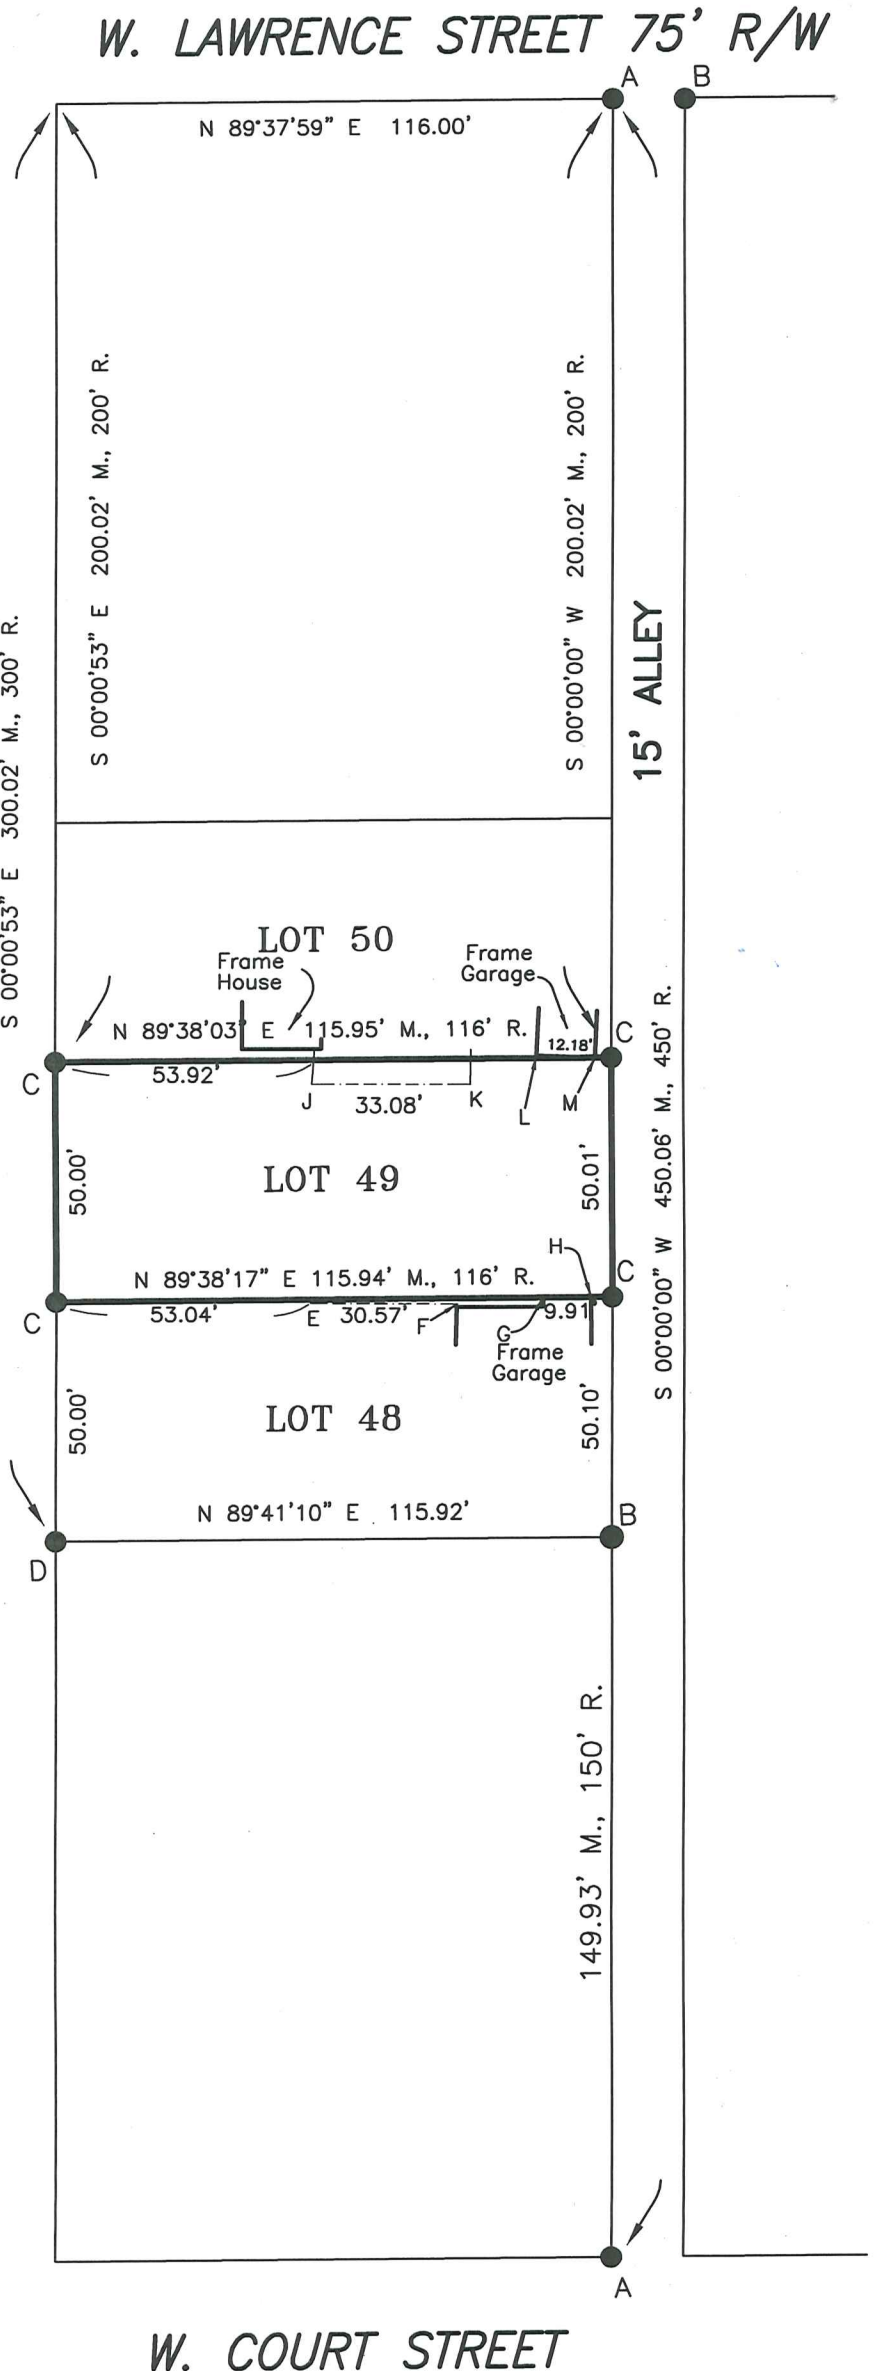 W. LAWRENCE STREET 75' R/W
A
B
N 89°37'59" E 116.00'
S 00°00'53" E 200.02' M., 200' R.
S 00°00'00" W 200.02' M., 200' R.
15' ALLEY
S 00°00'53" E 300.02' M., 300' R.
LOT 50
Frame
House
Frame
Garage
N 89°38'03" E 115.95' M., 116' R.
12.18'
C
C
53.92'
J
33.08'
K
L
M
S 00°00'00" W 450.06' M., 450' R.
50.00'
LOT 49
50.01'
H
N 89°38'17" E 115.94' M., 116' R.
C
C
53.04'
E
30.57'
F
G
9.91'
Frame
Garage
50.00'
LOT 48
50.10'
N 89°41'10" E 115.92'
B
D
149.93' M., 150' R.
A
W. COURT STREET